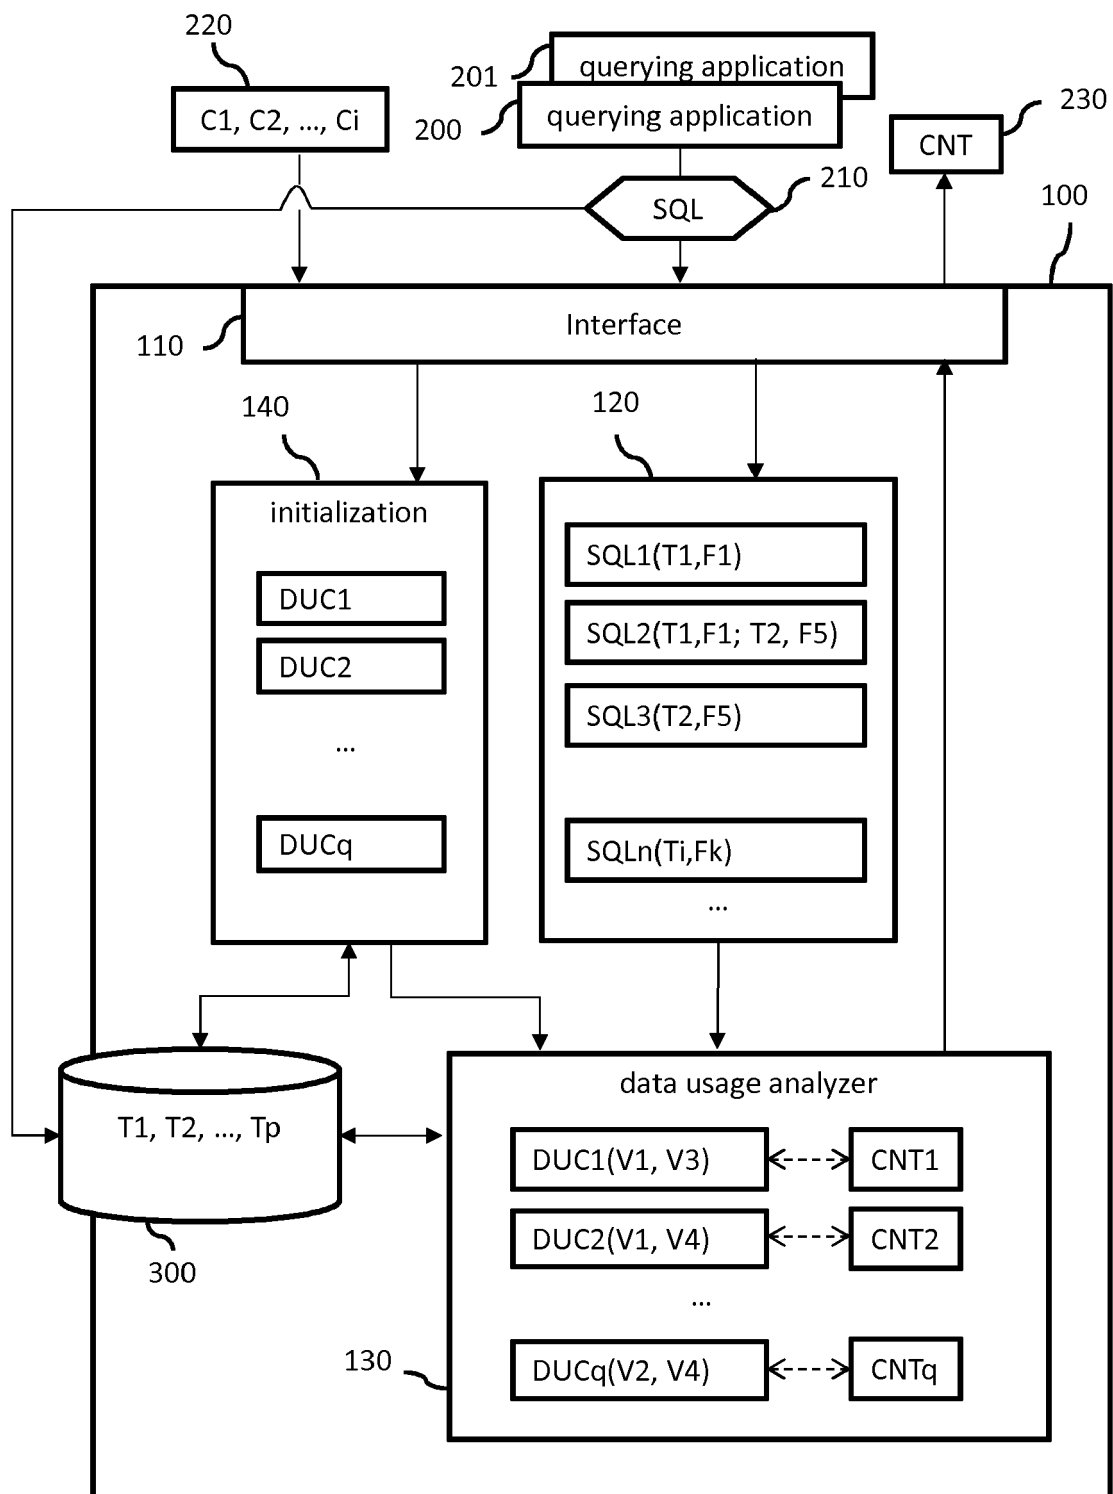 220
201
querying application
C1, C2, ..., Ci
200
querying application
230
CNT
210
SQL
100
Interface
110
140
120
initialization
SQL1(T1,F1)
DUC1
SQL2(T1,F1; T2, F5)
DUC2
SQL3(T2,F5)
...
DUCq
SQLn(Ti,Fk)
...
data usage analyzer
T1, T2, ..., Tp
DUC1(V1, V3)
CNT1
DUC2(V1, V4)
CNT2
300
...
130
DUCq(V2, V4)
CNTq